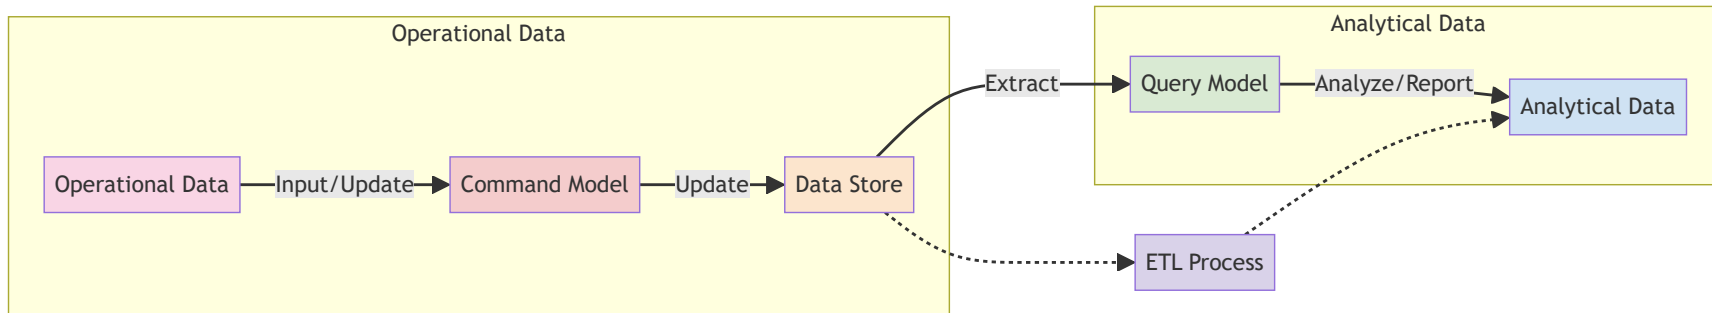 Operational Data
Analytical Data
Operational Data
Input/Update
Command Model
Update
Data Store
Extract
Query Model
Analyze/Report
Analytical Data
ETL Process